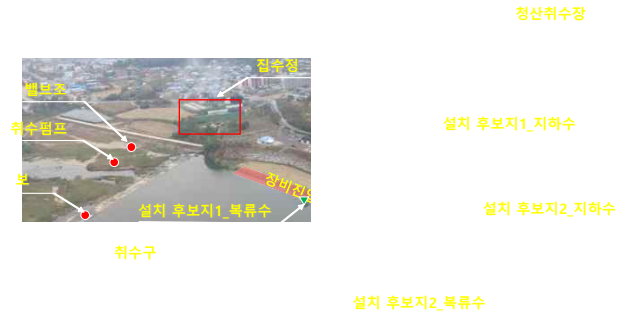 청산취수장
집수정
밸브조
취수펌프
설치 후보지1_지하수
보
장비진입
설치 후보지1_복류수
설치 후보지2_지하수
취수구
설치 후보지2_복류수